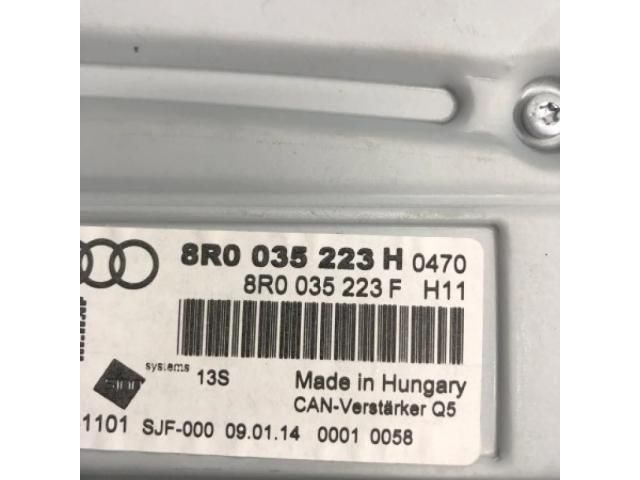 8R0 035 223 H 0470
8R0 035 223 F H11
systems 13S
Made in Hungary
CAN-Verstärker Q5
1101 SJF-000 09.01.14 0001 0058